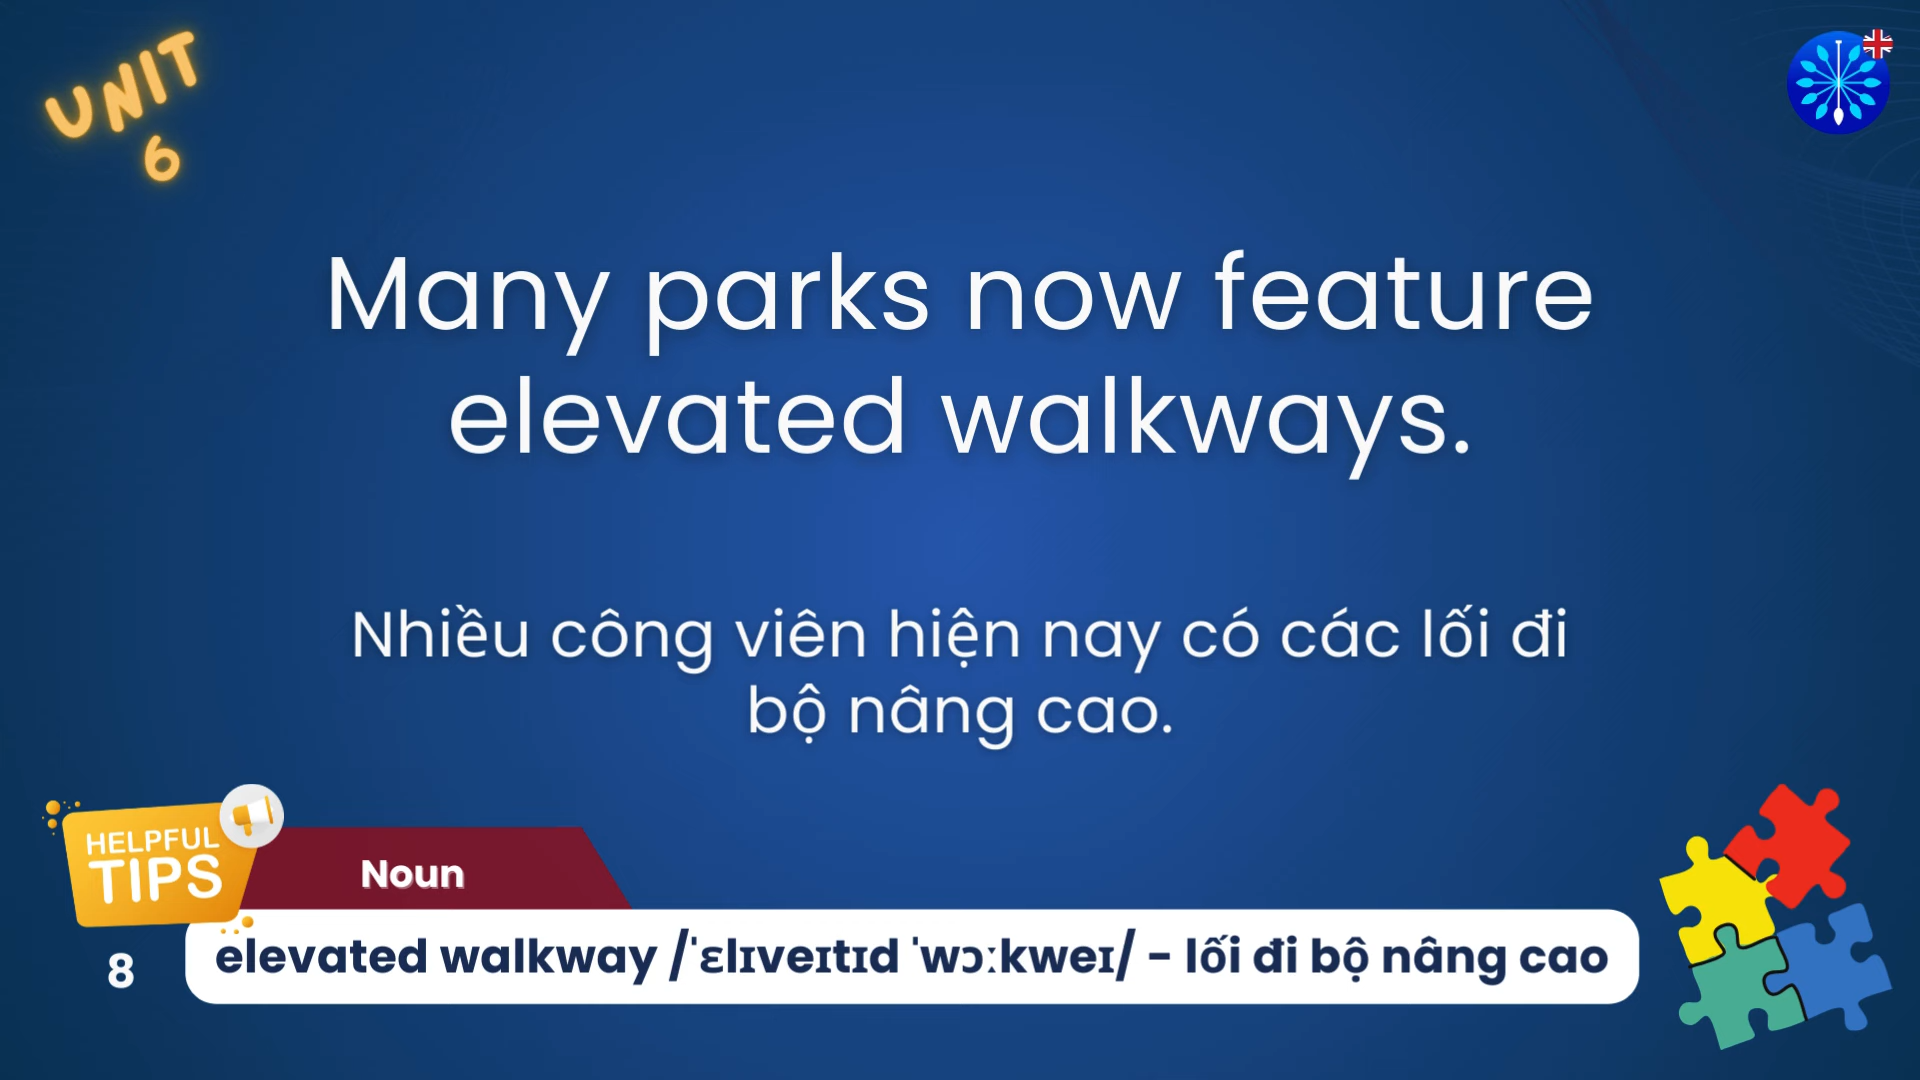 UNIT
6
Many parks now feature
elevated walkways.
Nhiều công viên hiện nay có các lối đi
bộ nâng cao.
HELPFUL
TIPS
Noun
8
elevated walkway /ˈɛlɪveɪtɪd ˈwɔːkweɪ/ - lối đi bộ nâng cao